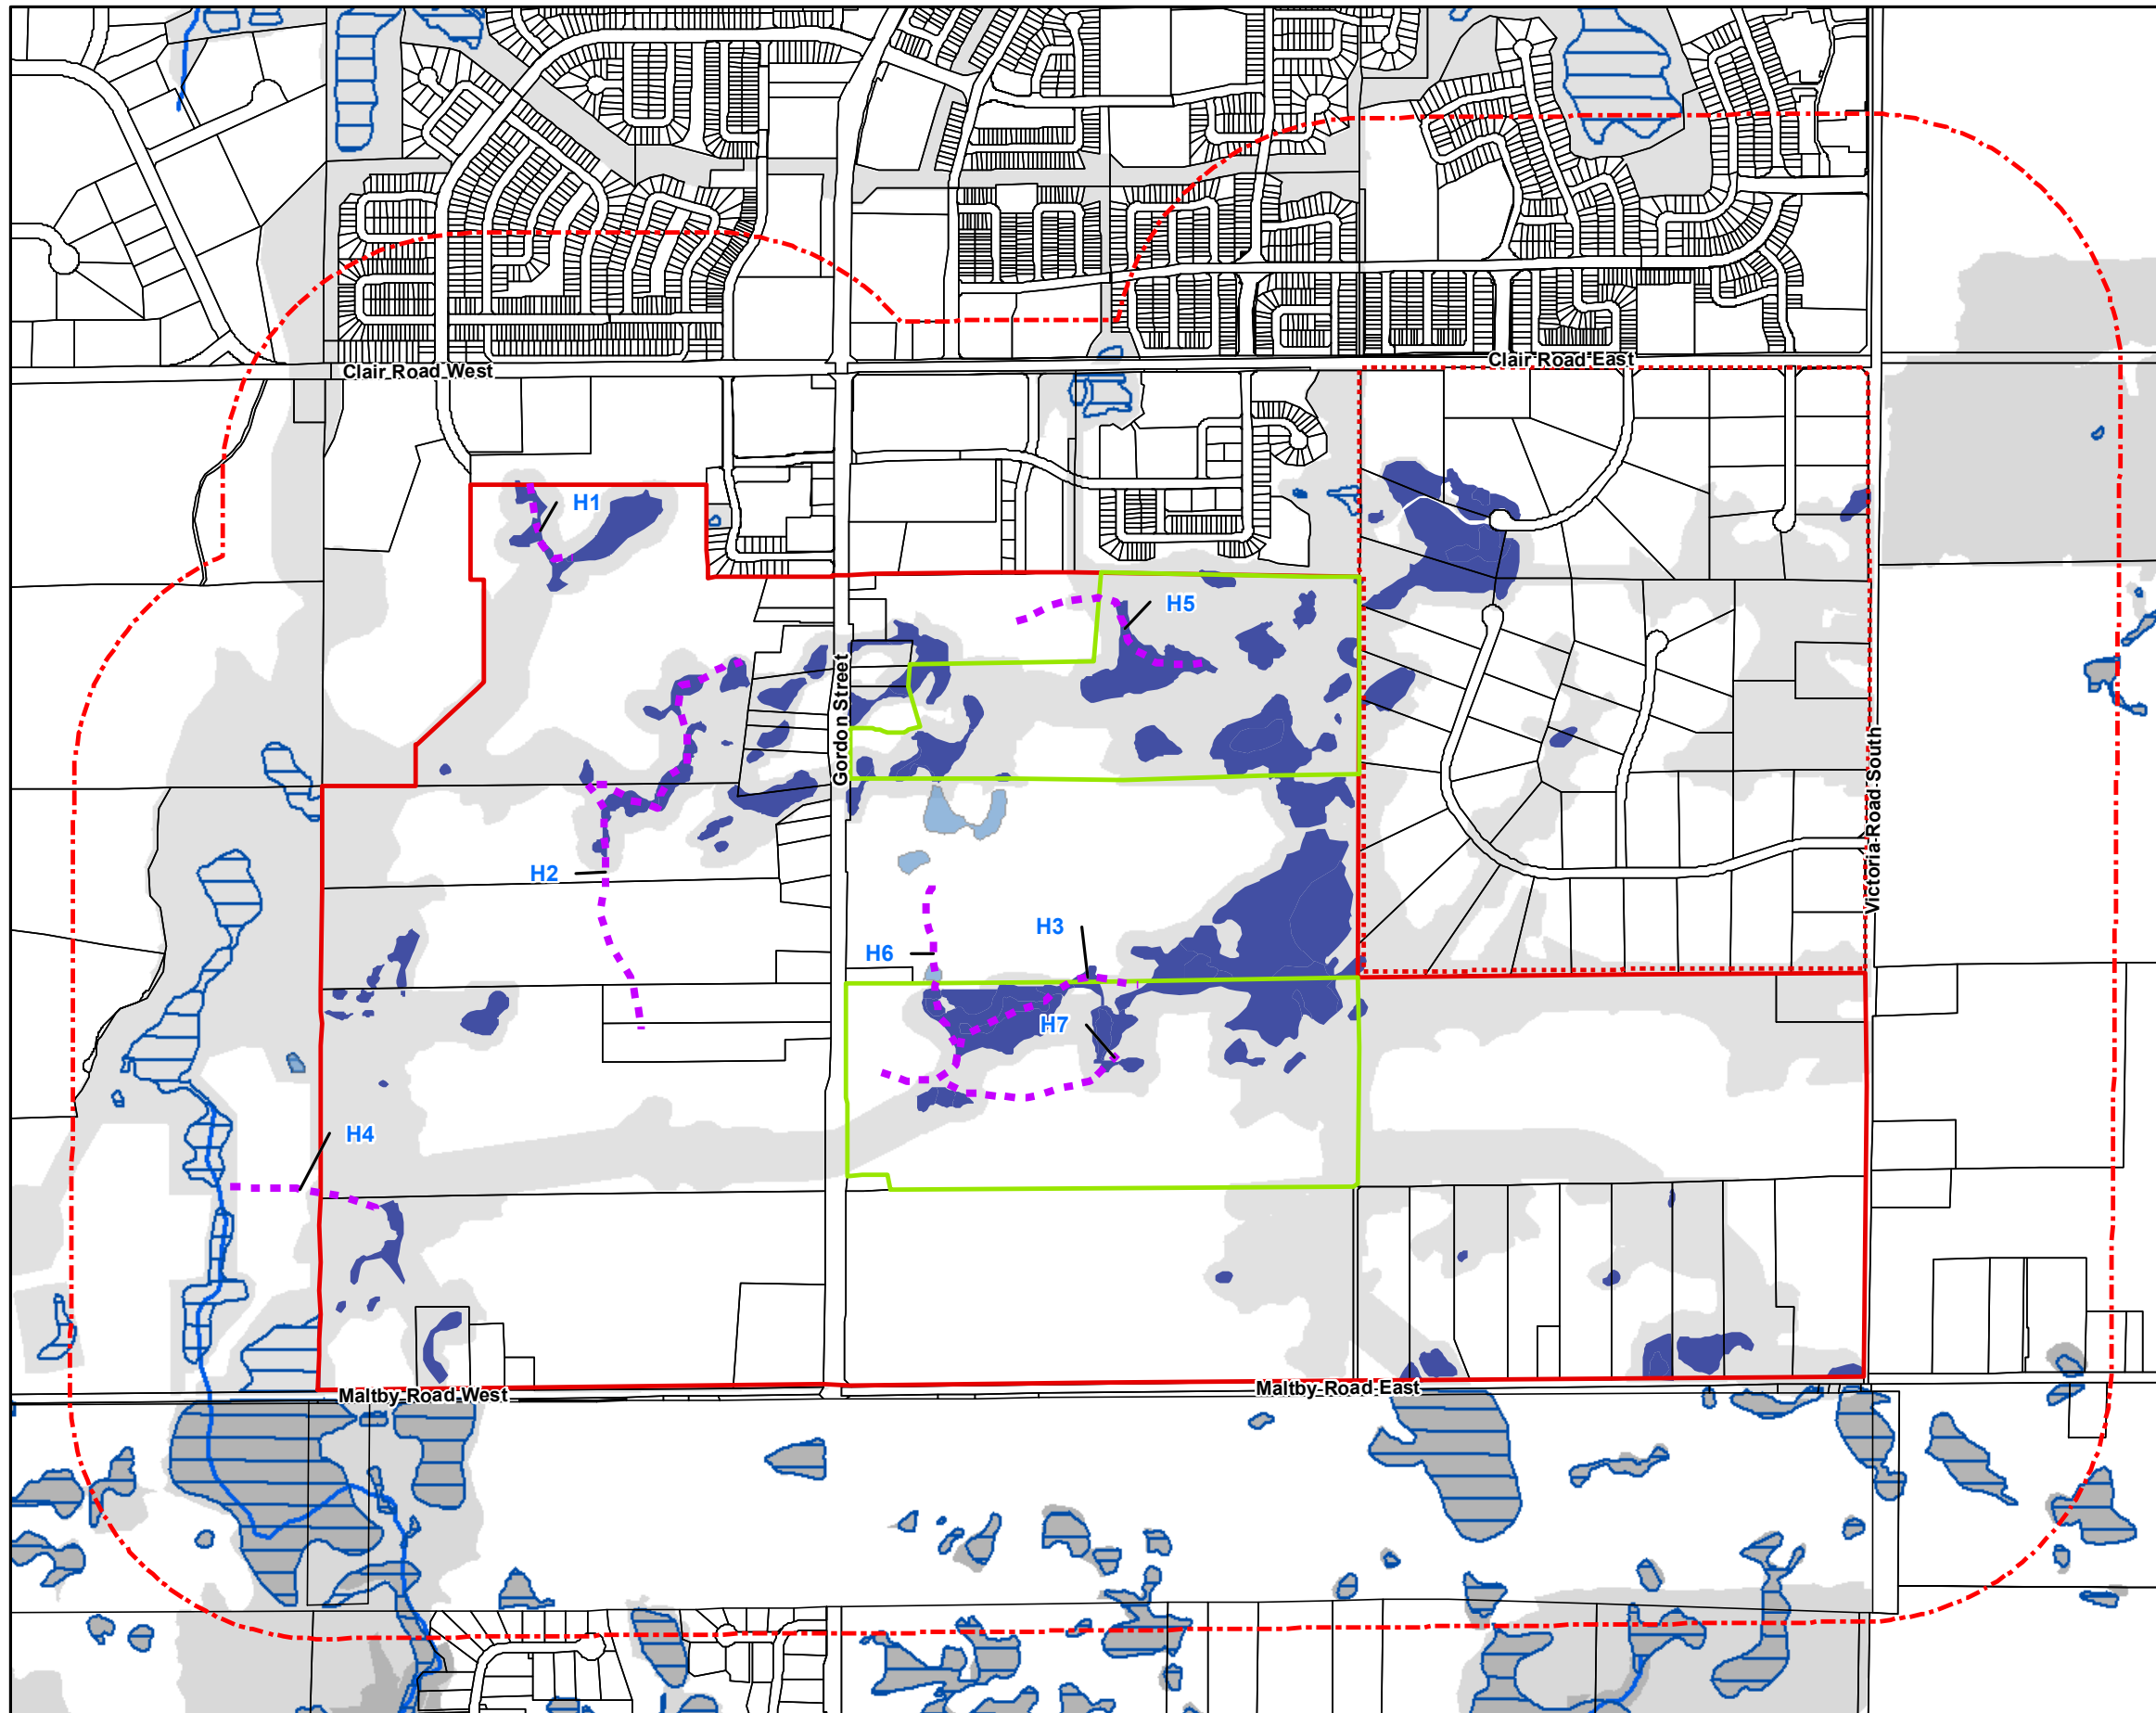 Clair Road East
Clair Road West
H1
H5
Gordon Street
Victoria Road South
H2
H3
H6
H7
H4
Maltby Road West
Maltby Road East